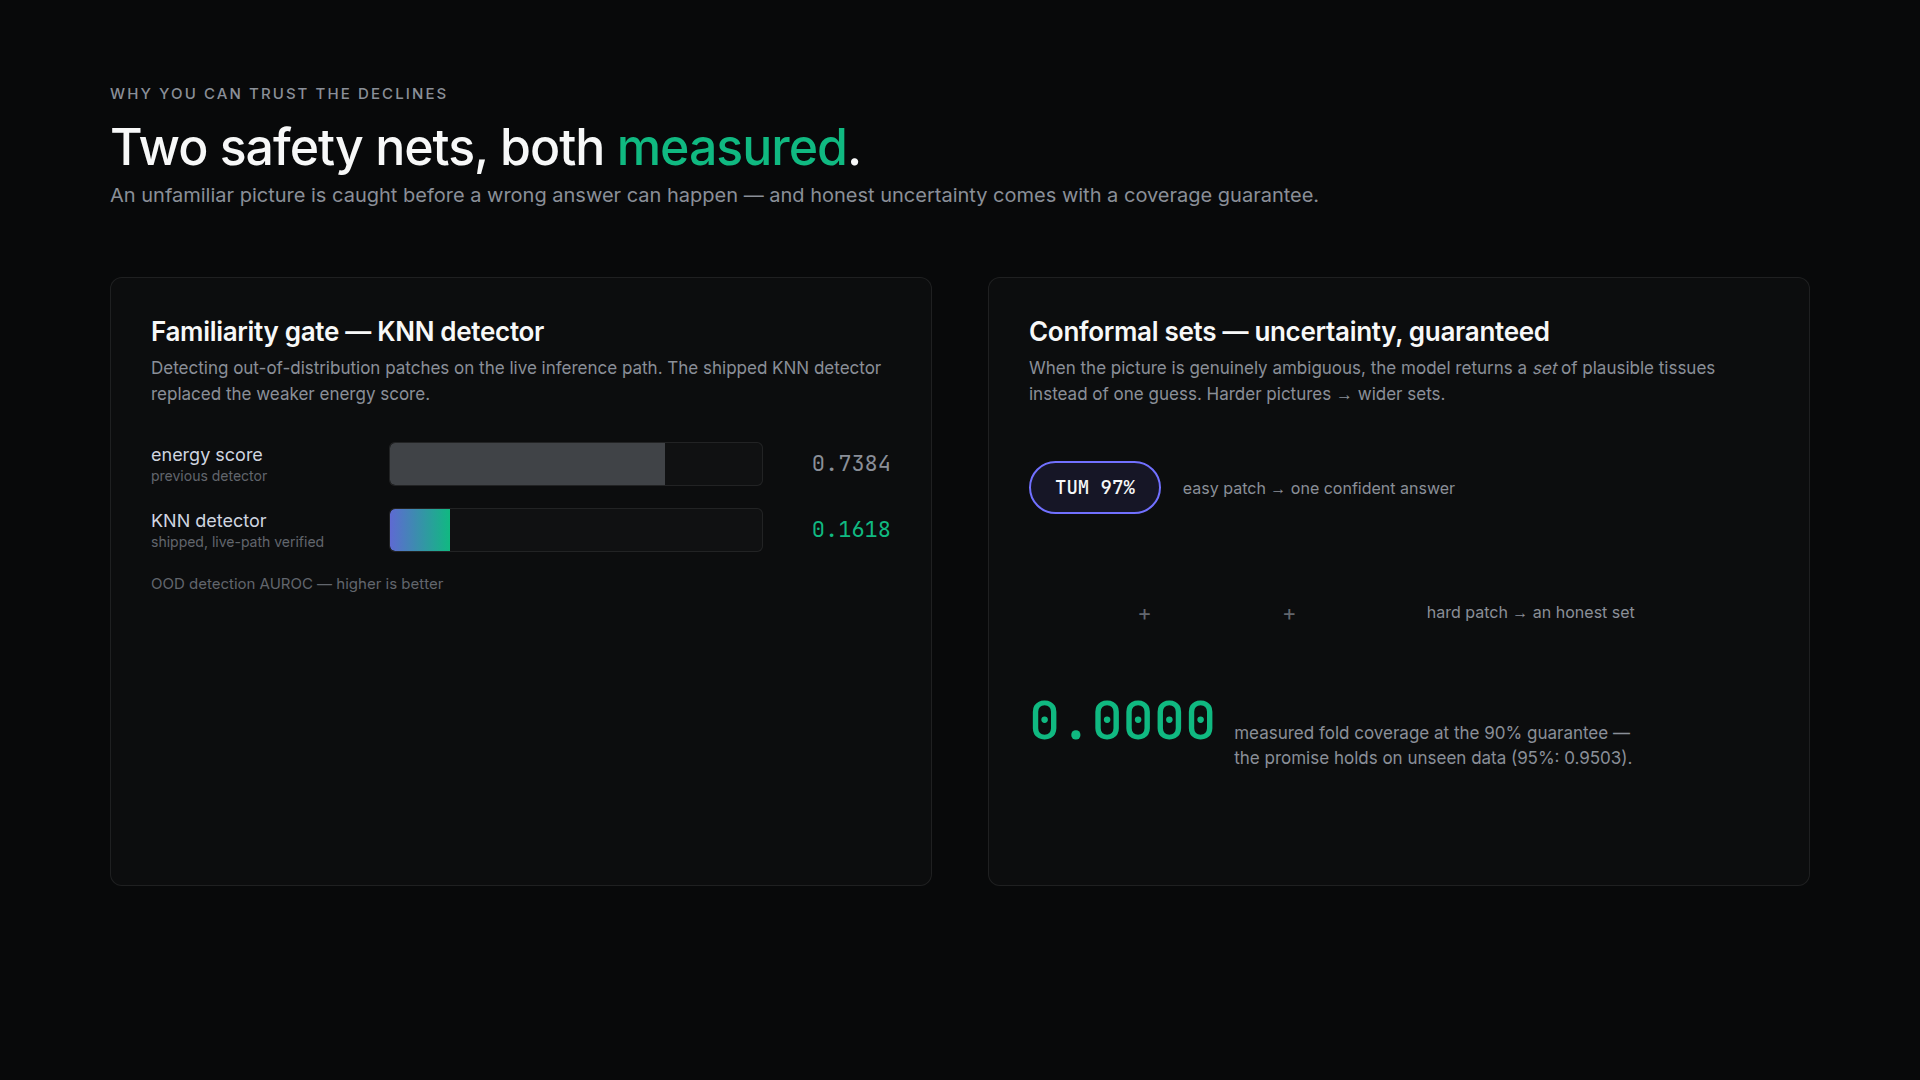 WHY YOU CAN TRUST THE DECLINES
Two safety nets, both measured.
An unfamiliar picture is caught before a wrong answer can happen — and honest uncertainty comes with a coverage guarantee.
Familiarity gate — KNN detector
Detecting out-of-distribution patches on the live inference path. The shipped KNN detector
replaced the weaker energy score.
energy score
previous detector
0.7384
KNN detector
shipped, live-path verified
0.1618
OOD detection AUROC — higher is better
Conformal sets — uncertainty, guaranteed
When the picture is genuinely ambiguous, the model returns a set of plausible tissues
instead of one guess. Harder pictures → wider sets.
TUM 97%
easy patch → one confident answer
+ + hard patch → an honest set
0.0000
measured fold coverage at the 90% guarantee —
the promise holds on unseen data (95%: 0.9503).